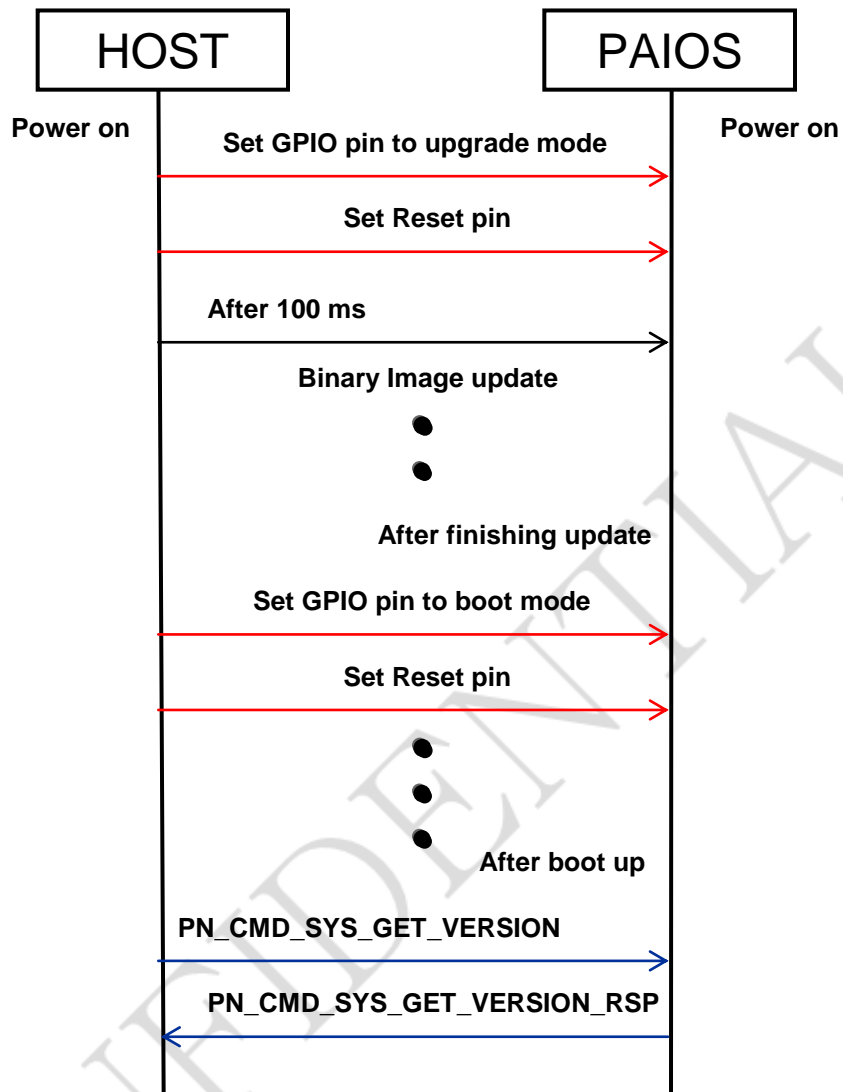 HOST
PAIOS
Power on
Power on
Set GPIO pin to upgrade mode
Set Reset pin
After 100 ms
Binary Image update
After finishing update
Set GPIO pin to boot mode
Set Reset pin
After boot up
PN_CMD_SYS_GET_VERSION
PN_CMD_SYS_GET_VERSION_RSP